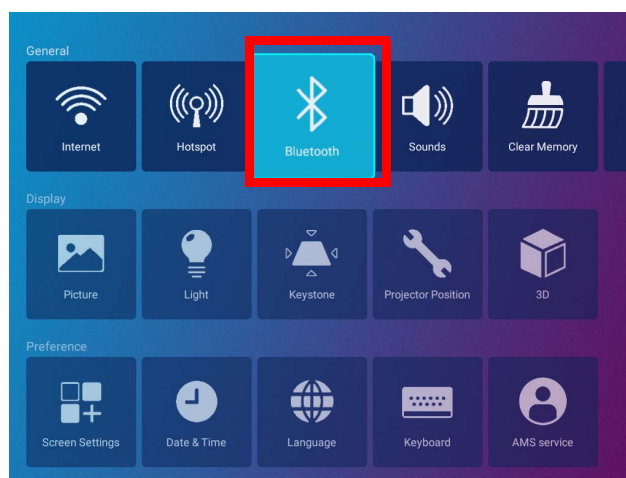 General
Internet
Hotspot
Bluetooth
Sounds
Clear Memory
Display
Picture
Light
Keystone
Projector Position
3D
Preference
Screen Settings
Date & Time
Language
Keyboard
AMS service